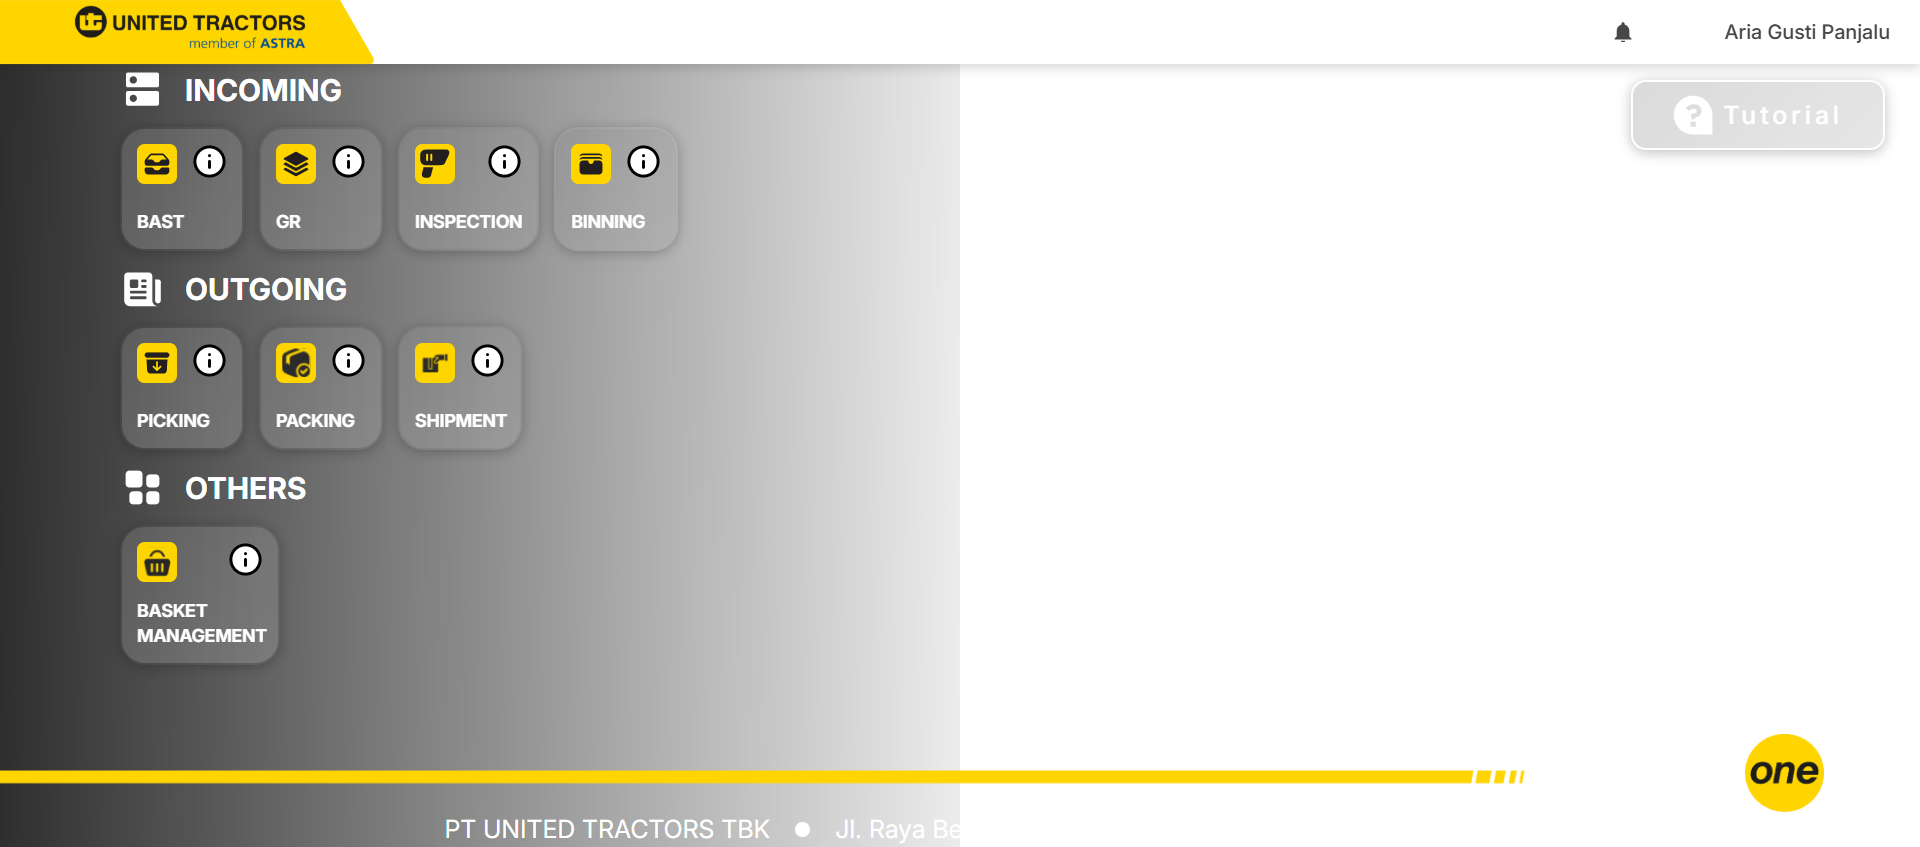 UNITED TRACTORS
member of ASTRA
Aria Gusti Panjalu
INCOMING
Tutorial
BAST
GR
INSPECTION
BINNING
OUTGOING
PICKING
PACKING
SHIPMENT
OTHERS
BASKET
MANAGEMENT
one
PT UNITED TRACTORS TBK ● Jl. Raya Be